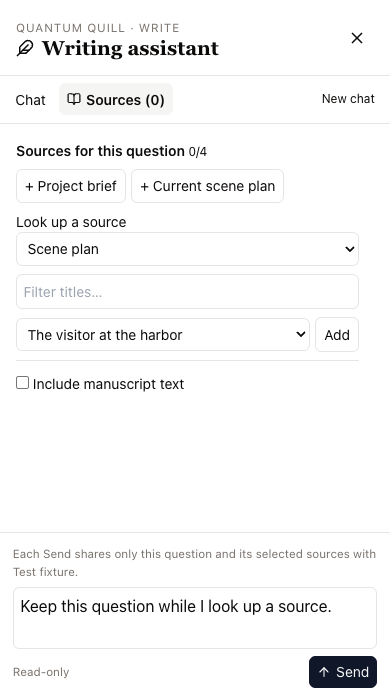 QUANTUM QUILL · WRITE
Writing assistant
Chat
Sources (0)
New chat
Sources for this question 0/4
+ Project brief
+ Current scene plan
Look up a source
Scene plan
Filter titles...
The visitor at the harbor
Add
Include manuscript text
Each Send shares only this question and its selected sources with
Test fixture.
Keep this question while I look up a source.
Read-only
↑ Send